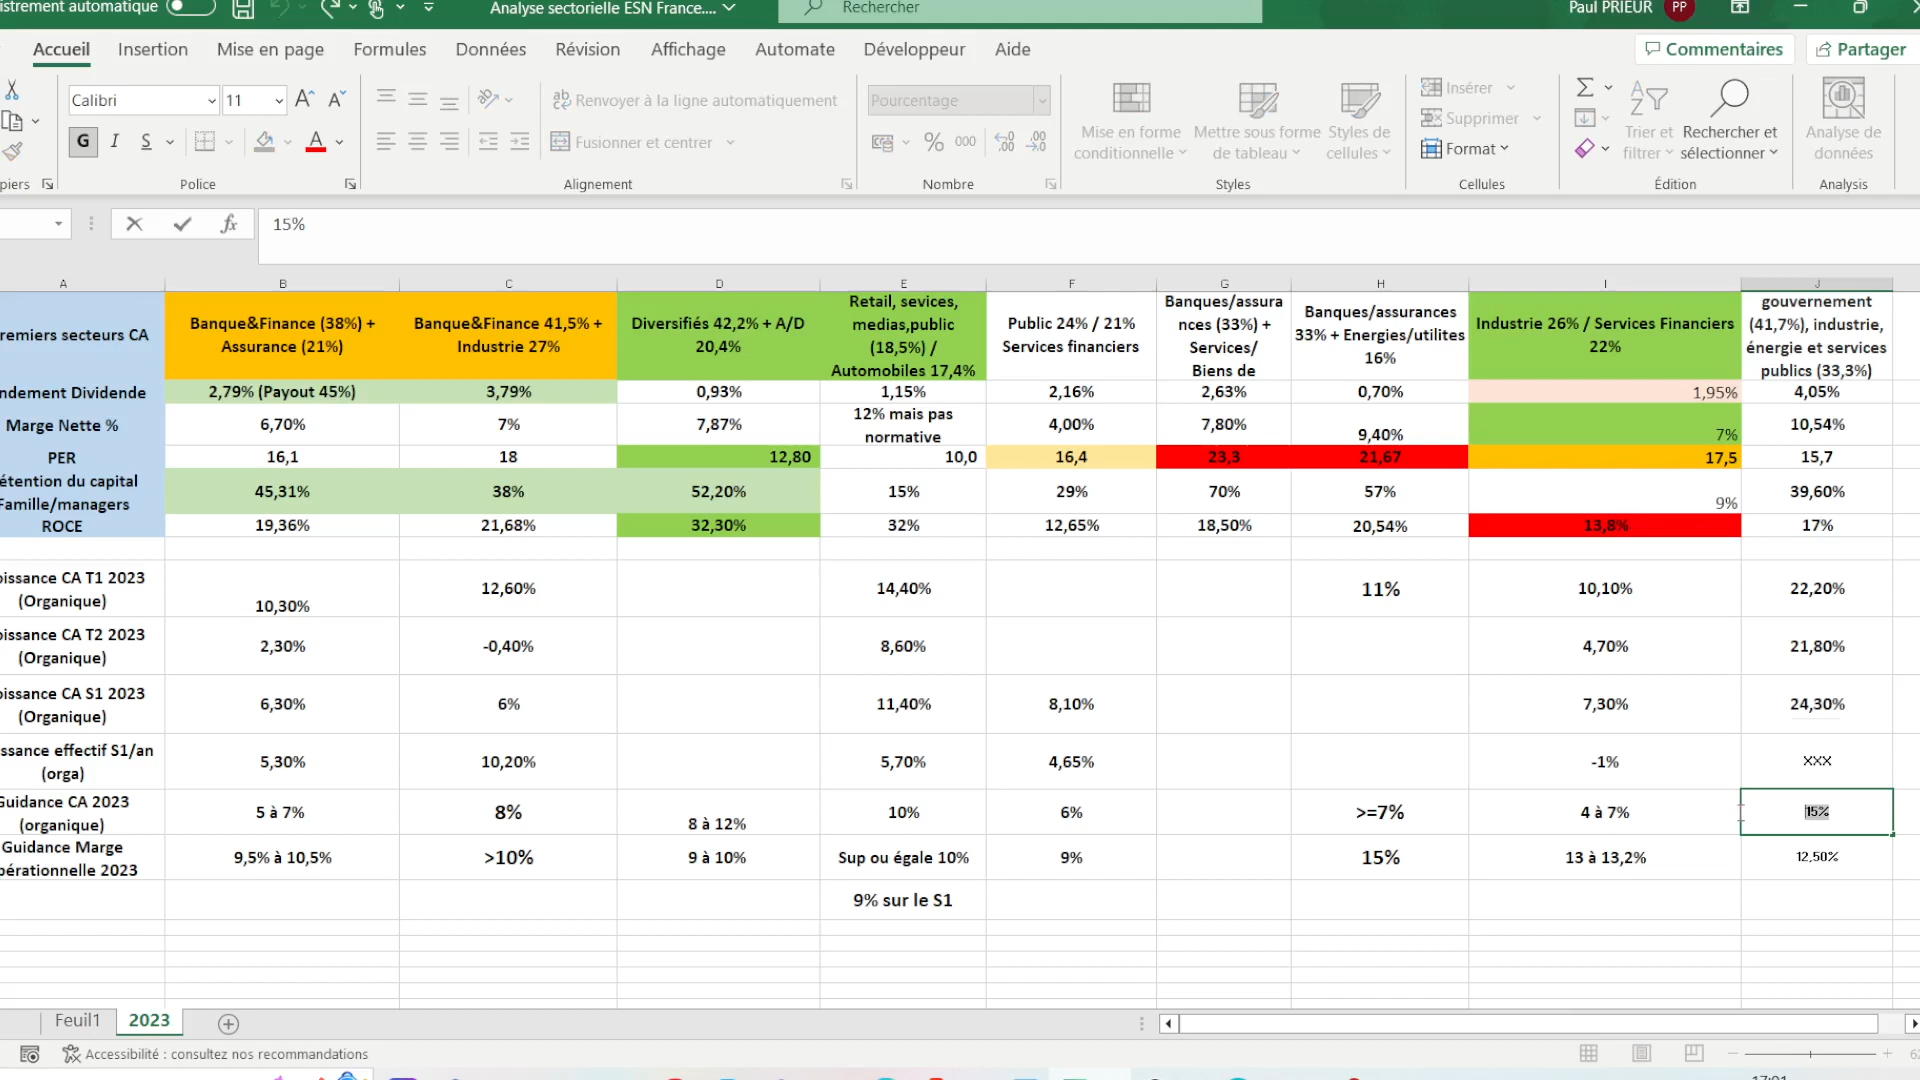 istrement automatique
Analyse sectorielle ESN France....
Rechercher
Paul PRIEUR
PP
Accueil
Insertion
Mise en page
Formules
Données
Révision
Affichage
Automate
Développeur
Aide
Commentaires
Partager
Calibri
11
Renvoyer à la ligne automatiquement
Pourcentage
Insérer
Supprimer
Format
G I S
Fusionner et centrer
% 000
Mise en forme
conditionnelle
Mettre sous forme
de tableau
Styles de
cellules
Trier et
filtrer
Rechercher et
sélectionner
Analyse de
données
piers
Police
Alignement
Nombre
Styles
Cellules
Édition
Analysis
fx
15%
A B C D E F G H I J
remiers secteurs CA
Banque&Finance (38%) +
Assurance (21%)
Banque&Finance 41,5% +
Industrie 27%
Diversifiés 42,2% + A/D
20,4%
Retail, sevices,
medias,public
(18,5%) /
Automobiles 17,4%
Public 24% / 21%
Services financiers
Banques/assura
nces (33%) +
Services/
Biens de
Banques/assurances
33% + Energies/utilites
16%
Industrie 26% / Services Financiers
22%
gouvernement
(41,7%), industrie,
énergie et services
publics (33,3%)
ndement Dividende 2,79% (Payout 45%) 3,79% 0,93% 1,15% 2,16% 2,63% 0,70% 1,95% 4,05%
Marge Nette % 6,70% 7% 7,87% 12% mais pas
normative 4,00% 7,80% 9,40% 7% 10,54%
PER 16,1 18 12,80 10,0 16,4 23,3 21,67 17,5 15,7
étention du capital
Famille/managers 45,31% 38% 52,20% 15% 29% 70% 57% 9% 39,60%
ROCE 19,36% 21,68% 32,30% 32% 12,65% 18,50% 20,54% 13,8% 17%
oissance CA T1 2023
(Organique) 10,30% 12,60% 14,40% 11% 10,10% 22,20%
oissance CA T2 2023
(Organique) 2,30% -0,40% 8,60% 4,70% 21,80%
oissance CA S1 2023
(Organique) 6,30% 6% 11,40% 8,10% 7,30% 24,30%
ssance effectif S1/an
(orga) 5,30% 10,20% 5,70% 4,65% -1% XXX
Guidance CA 2023
(organique) 5 à 7% 8% 8 à 12% 10% 6% >=7% 4 à 7% 15%
Guidance Marge
pérationnelle 2023 9,5% à 10,5% >10% 9 à 10% Sup ou égale 10% 9% 15% 13 à 13,2% 12,50%
9% sur le S1
Feuil1
2023
Accessibilité : consultez nos recommandations